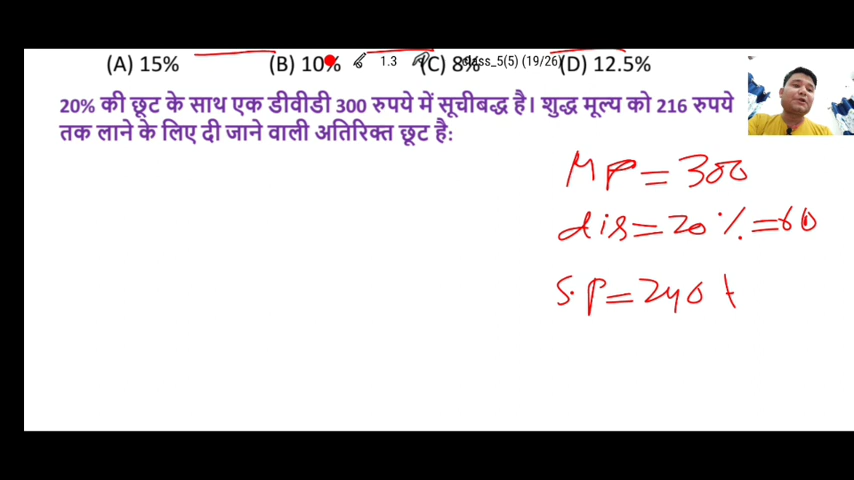 (A) 15% (B) 10% 1.3 (C) 8% class_5(5) (19/26) (D) 12.5%
20% की छूट के साथ एक डीवीडी 300 रुपये में सूचीबद्ध है। शुद्ध मूल्य को 216 रुपये
तक लाने के लिए दी जाने वाली अतिरिक्त छूट है:
MP = 300
dis = 20% = 60
S.P = 240